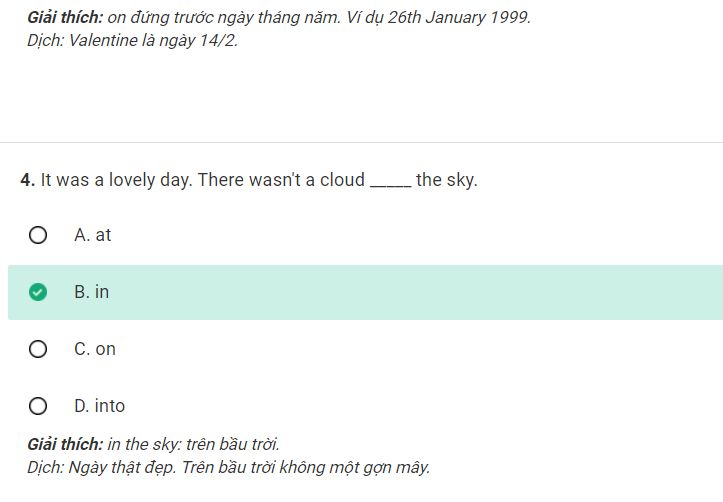 Giải thích: on đứng trước ngày tháng năm. Ví dụ 26th January 1999.
Dịch: Valentine là ngày 14/2.
4. It was a lovely day. There wasn't a cloud _____ the sky.
A. at
B. in
C. on
D. into
Giải thích: in the sky: trên bầu trời.
Dịch: Ngày thật đẹp. Trên bầu trời không một gợn mây.